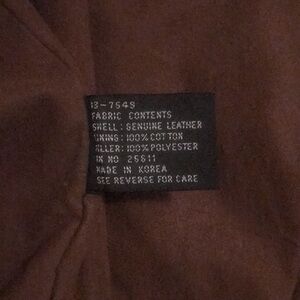 13-7549
FABRIC CONTENTS
SHELL: GENUINE LEATHER
LINING: 100% COTTON
FILLER: 100% POLYESTER
RN NO 25611
MADE IN KOREA
SEE REVERSE FOR CARE